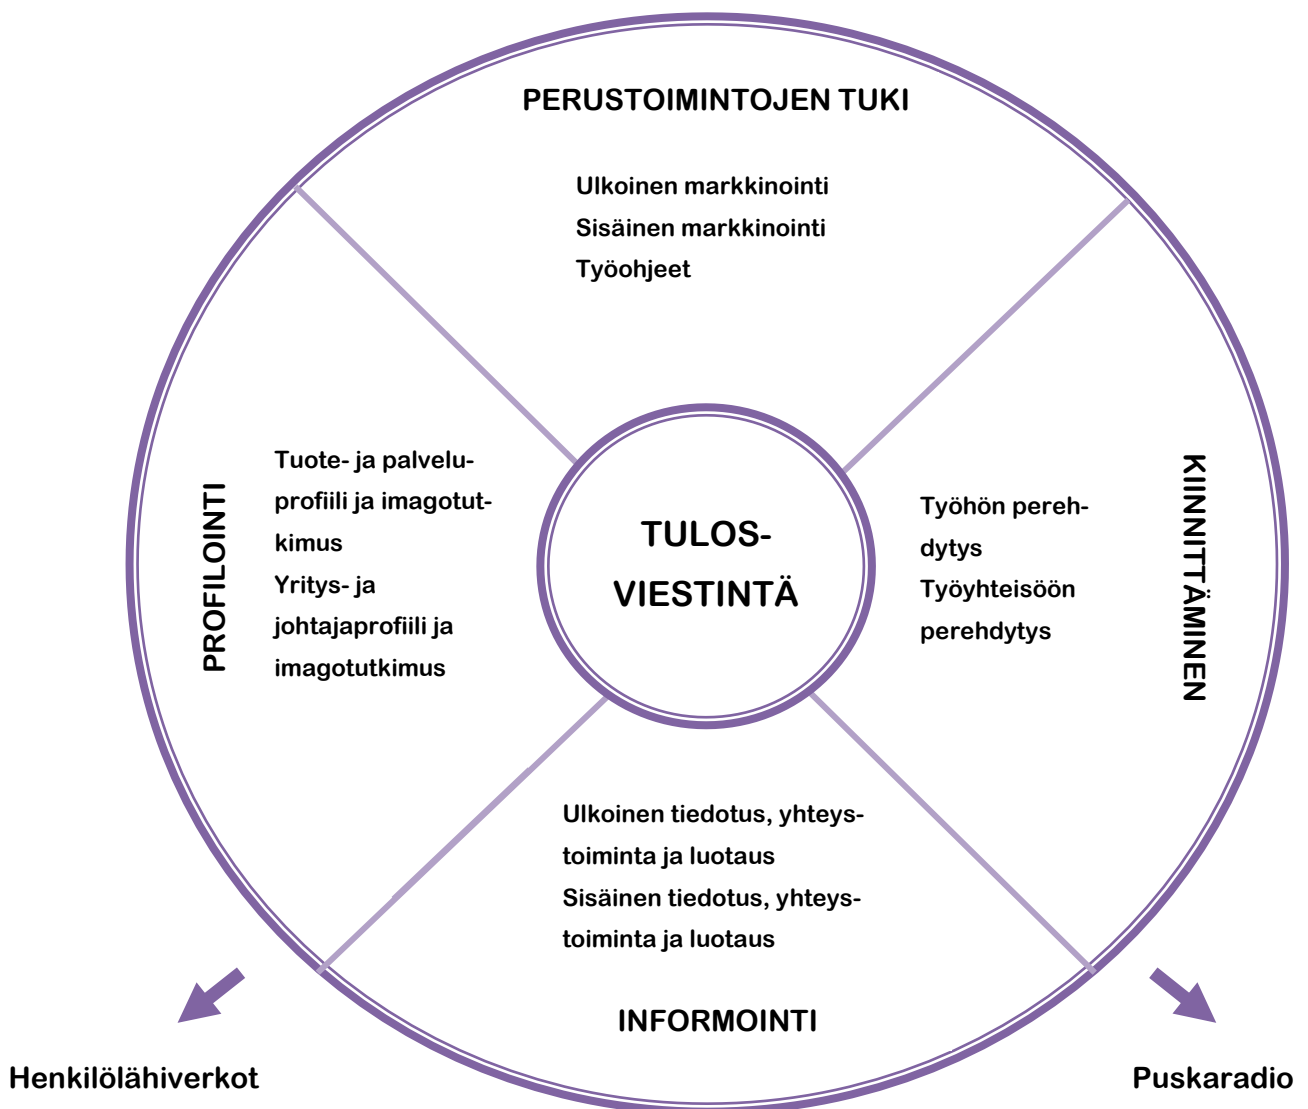 PERUSTOIMINTOJEN TUKI
Ulkoinen markkinointi
Sisäinen markkinointi
Työohjeet
PROFILOINTI
Tuote- ja palvelu-
profiili ja imagotut-
kimus
Yritys- ja
johtajaprofiili ja
imagotutkimus
TULOS-
VIESTINTÄ
Työhön pereh-
dytys
Työyhteisöön
perehdytys
KIINNITTÄMINEN
Ulkoinen tiedotus, yhteys-
toiminta ja luotaus
Sisäinen tiedotus, yhteys-
toiminta ja luotaus
INFORMOINTI
Henkilölähiverkot
Puskaradio